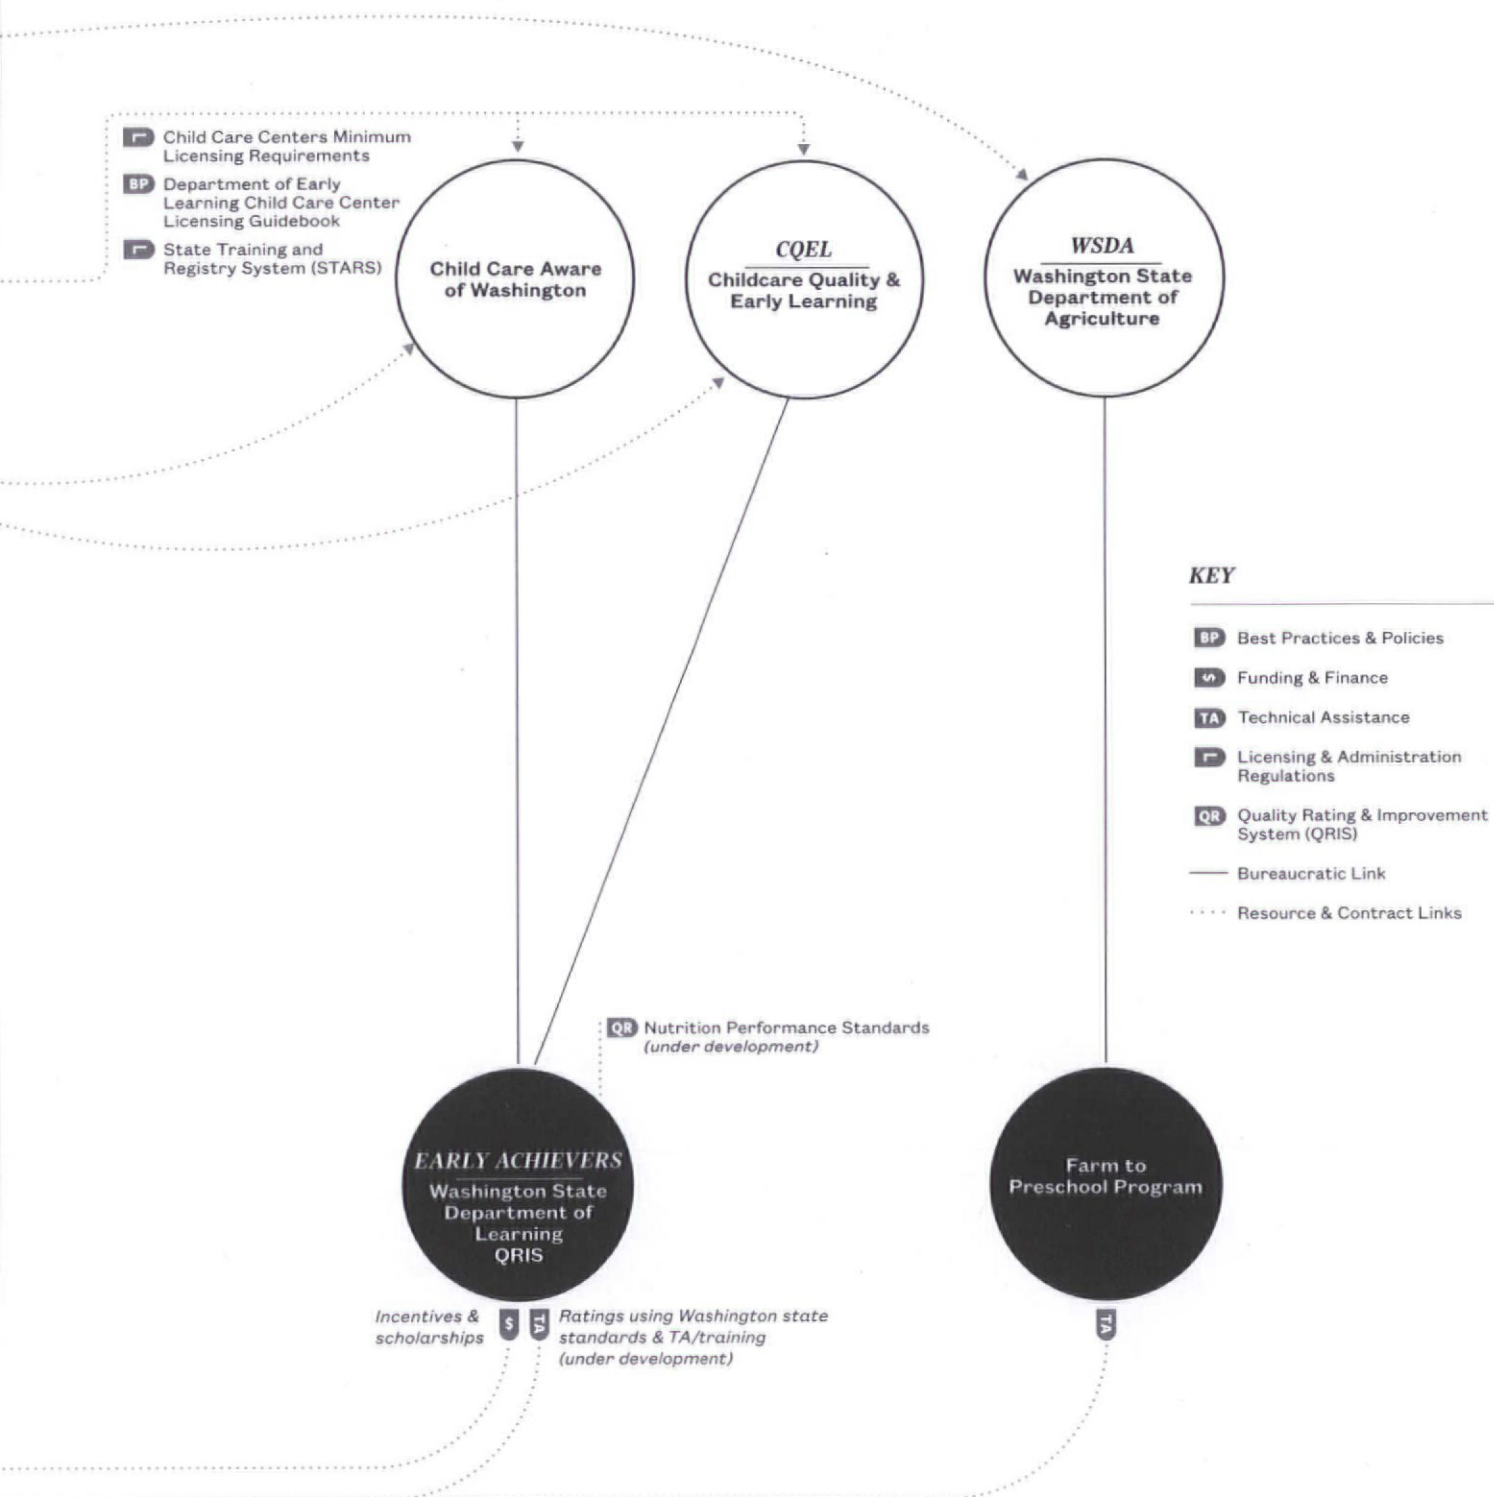 L Child Care Centers Minimum
Licensing Requirements
BP Department of Early
Learning Child Care Center
Licensing Guidebook
L State Training and
Registry System (STARS)
Child Care Aware
of Washington
CQEL
Childcare Quality &
Early Learning
WSDA
Washington State
Department of
Agriculture
KEY
BP Best Practices & Policies
$ Funding & Finance
TA Technical Assistance
L Licensing & Administration
Regulations
QR Quality Rating & Improvement
System (QRIS)
Bureaucratic Link
Resource & Contract Links
QR Nutrition Performance Standards
(under development)
EARLY ACHIEVERS
Washington State
Department of
Learning
QRIS
Farm to
Preschool Program
Incentives &
scholarships
$
TA
Ratings using Washington state
standards & TA/training
(under development)
TA